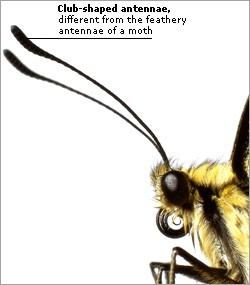 Club-shaped antennae,
different from the feathery
antennae of a moth